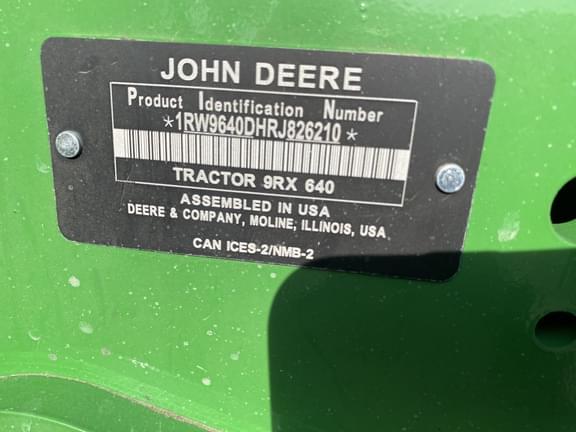 JOHN DEERE
Product Identification Number
*1RW9640DHRJ826210*
TRACTOR 9RX 640
ASSEMBLED IN USA
DEERE & COMPANY, MOLINE, ILLINOIS, USA
CAN ICES-2/NMB-2